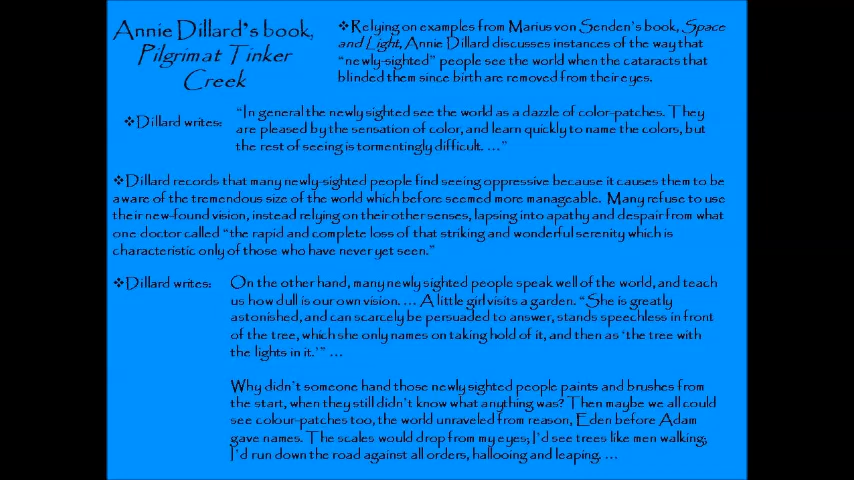 Annie Dillard's book,
Pilgrim at Tinker
Creek
❖Relying on examples from Marius von Senden's book, Space
and Light, Annie Dillard discusses instances of the way that
"newly-sighted" people see the world when the cataracts that
blinded them since birth are removed from their eyes.
❖Dillard writes:
"In general the newly sighted see the world as a dazzle of color-patches. They
are pleased by the sensation of color, and learn quickly to name the colors, but
the rest of seeing is tormentingly difficult. …"
❖Dillard records that many newly-sighted people find seeing oppressive because it causes them to be
aware of the tremendous size of the world which before seemed more manageable. Many refuse to use
their new-found vision, instead relying on their other senses, lapsing into apathy and despair from what
one doctor called "the rapid and complete loss of that striking and wonderful serenity which is
characteristic only of those who have never yet seen."
❖Dillard writes:
On the other hand, many newly sighted people speak well of the world, and teach
us how dull is our own vision. … A little girl visits a garden. "She is greatly
astonished, and can scarcely be persuaded to answer, stands speechless in front
of the tree, which she only names on taking hold of it, and then as 'the tree with
the lights in it.'" …
Why didn't someone hand those newly sighted people paints and brushes from
the start, when they still didn't know what anything was? Then maybe we all could
see colour-patches too, the world unraveled from reason, Eden before Adam
gave names. The scales would drop from my eyes; I'd see trees like men walking;
I'd run down the road against all orders, hallooing and leaping. …